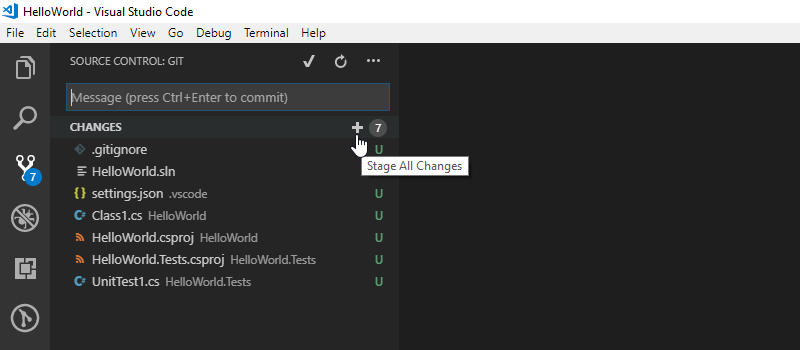 HelloWorld - Visual Studio Code
File Edit Selection View Go Debug Terminal Help
SOURCE CONTROL: GIT
Message (press Ctrl+Enter to commit)
CHANGES 7
.gitignore U
Stage All Changes
HelloWorld.sln
7
settings.json .vscode U
Class1.cs HelloWorld U
HelloWorld.csproj HelloWorld U
HelloWorld.Tests.csproj HelloWorld.Tests U
UnitTest1.cs HelloWorld.Tests U